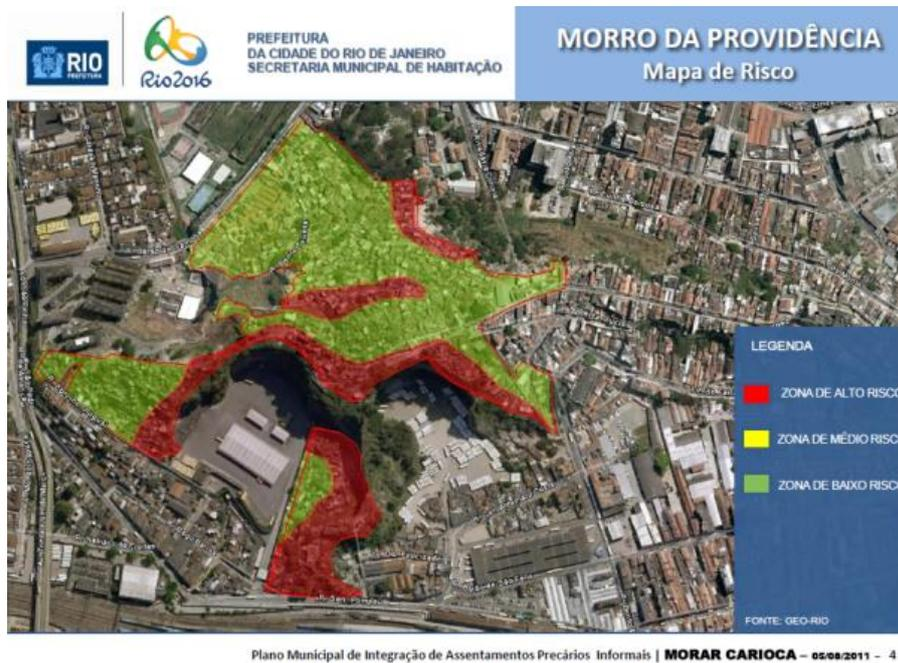 RIO
PREFEITURA
Rio2016
PREFEITURA
DA CIDADE DO RIO DE JANEIRO
SECRETARIA MUNICIPAL DE HABITAÇÃO
MORRO DA PROVIDÊNCIA
Mapa de Risco
LEGENDA
ZONA DE ALTO RISCO
ZONA DE MÉDIO RISCO
ZONA DE BAIXO RISCO
FONTE: GEO-RIO
Plano Municipal de Integração de Assentamentos Precários Informais | MORAR CARIOCA – 05/08/2011 – 4